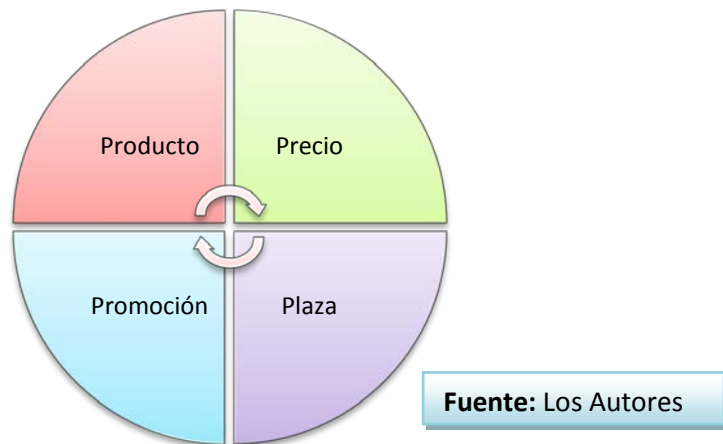 Producto
Precio
Promoción
Plaza
Fuente: Los Autores